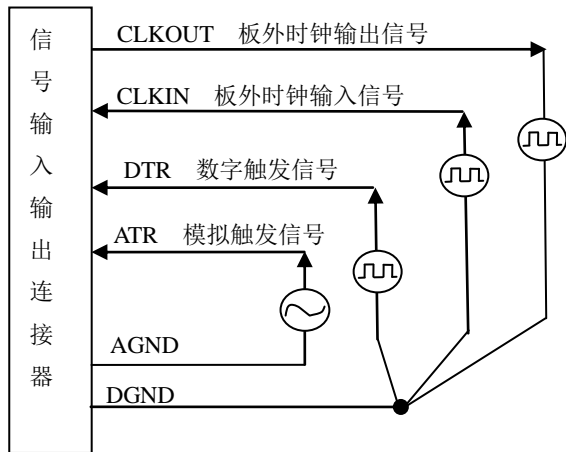 信号输入输出连接器
CLKOUT 板外时钟输出信号
CLKIN 板外时钟输入信号
DTR 数字触发信号
ATR 模拟触发信号
AGND
DGND